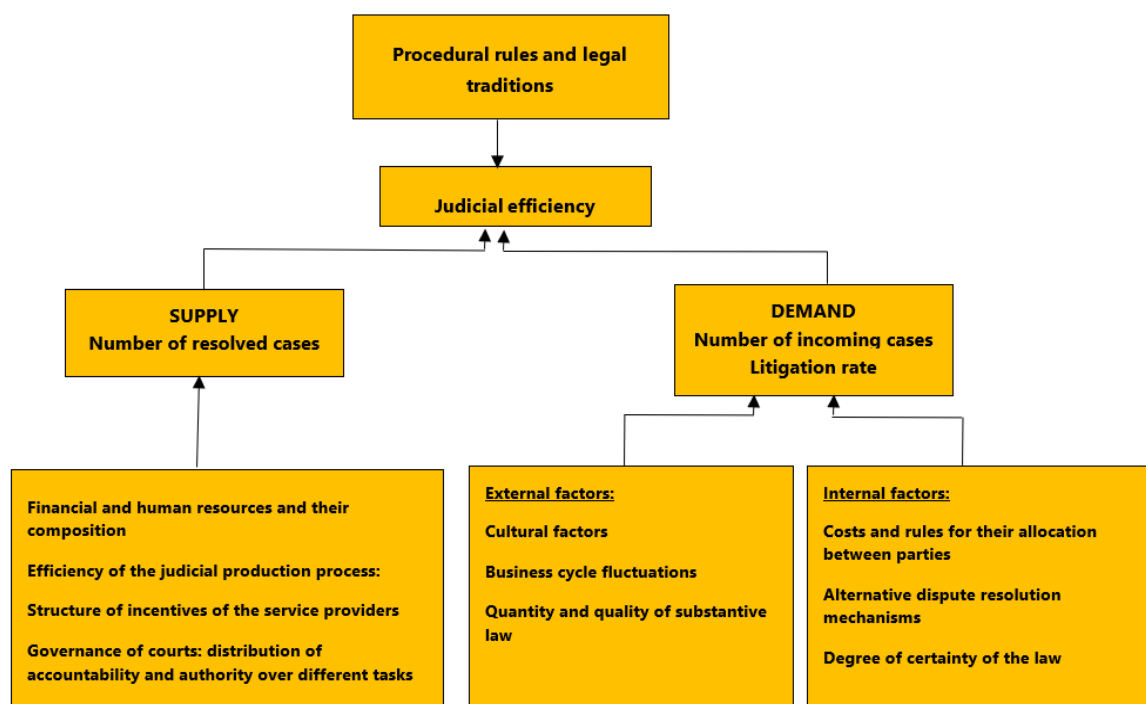 Procedural rules and legal
traditions
Judicial efficiency
SUPPLY
Number of resolved cases
DEMAND
Number of incoming cases
Litigation rate
Financial and human resources and their
composition
Efficiency of the judicial production process:
Structure of incentives of the service providers
Governance of courts: distribution of
accountability and authority over different tasks
External factors:
Cultural factors
Business cycle fluctuations
Quantity and quality of substantive
law
Internal factors:
Costs and rules for their allocation
between parties
Alternative dispute resolution
mechanisms
Degree of certainty of the law